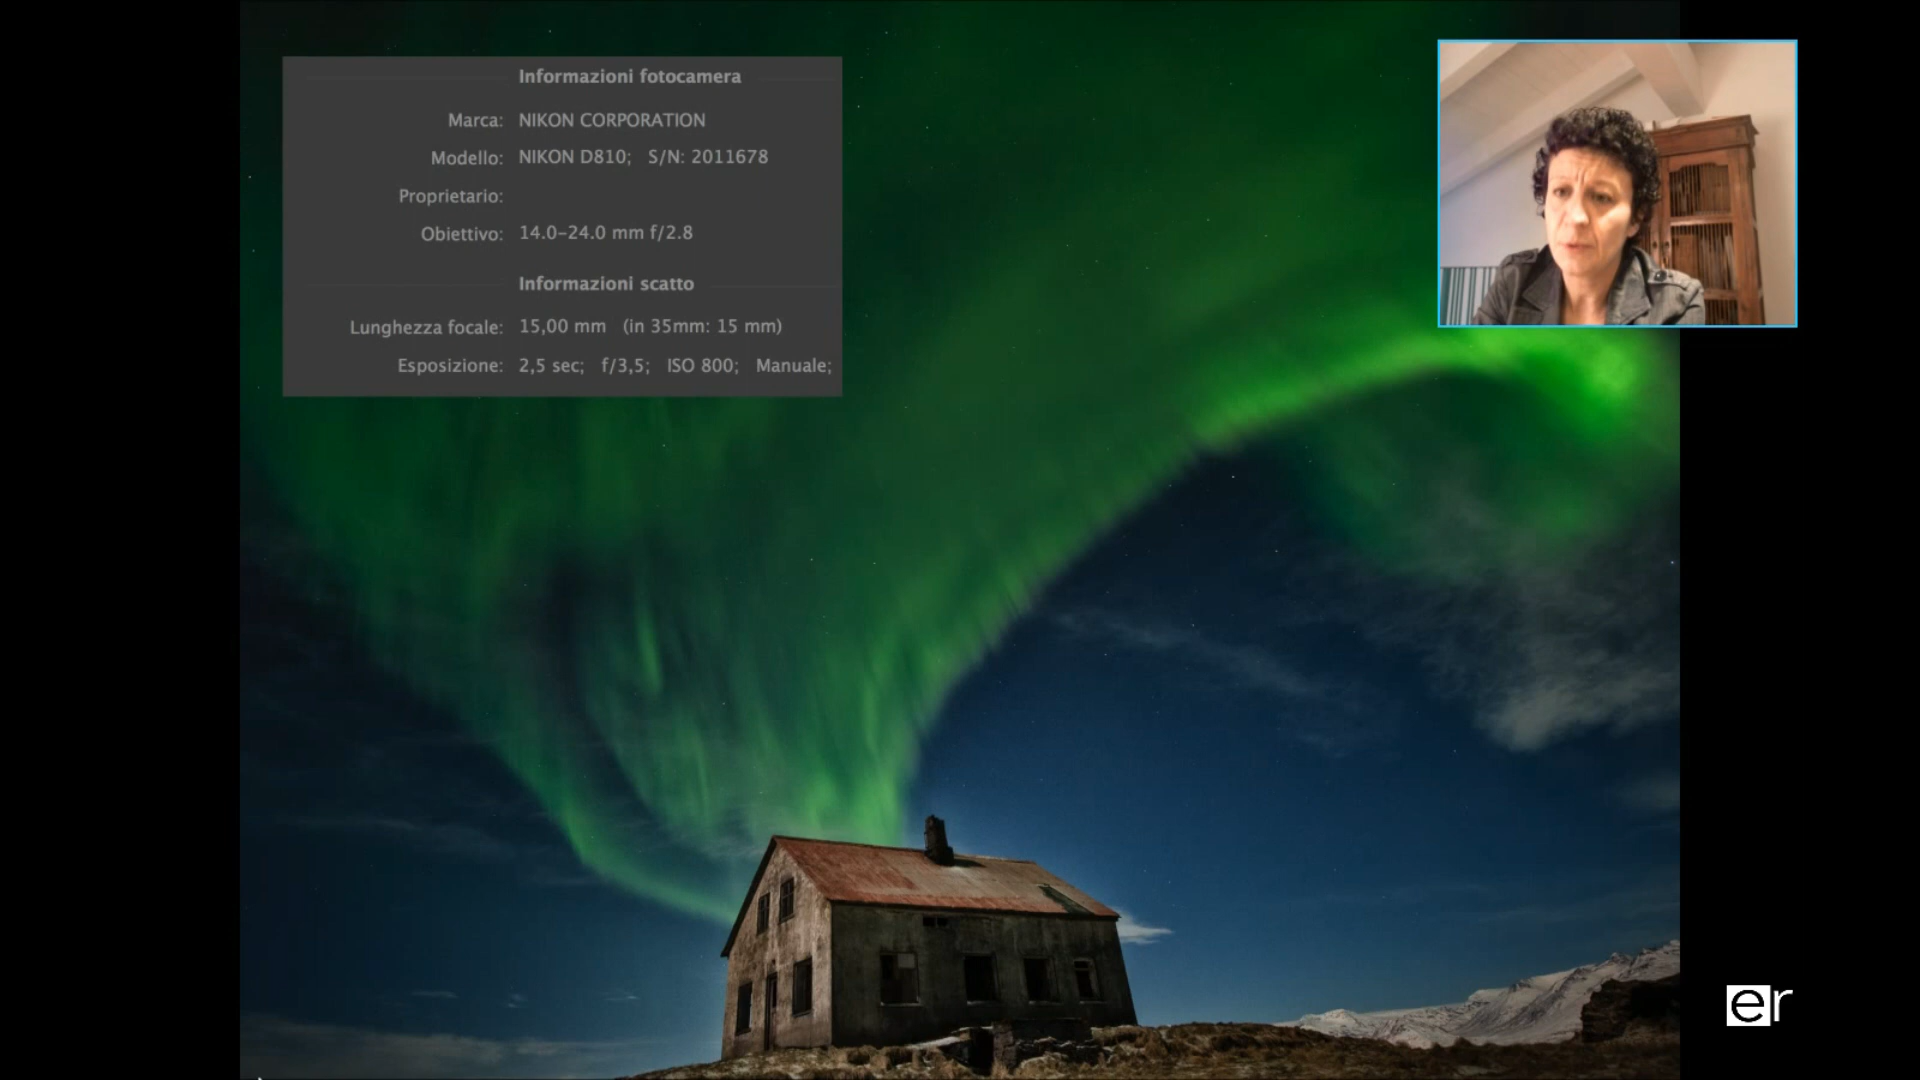 Informazioni fotocamera
Marca: NIKON CORPORATION
Modello: NIKON D810; S/N: 2011678
Proprietario:
Obiettivo: 14.0-24.0 mm f/2.8
Informazioni scatto
Lunghezza focale: 15,00 mm (in 35mm: 15 mm)
Esposizione: 2,5 sec; f/3,5; ISO 800; Manuale;
er